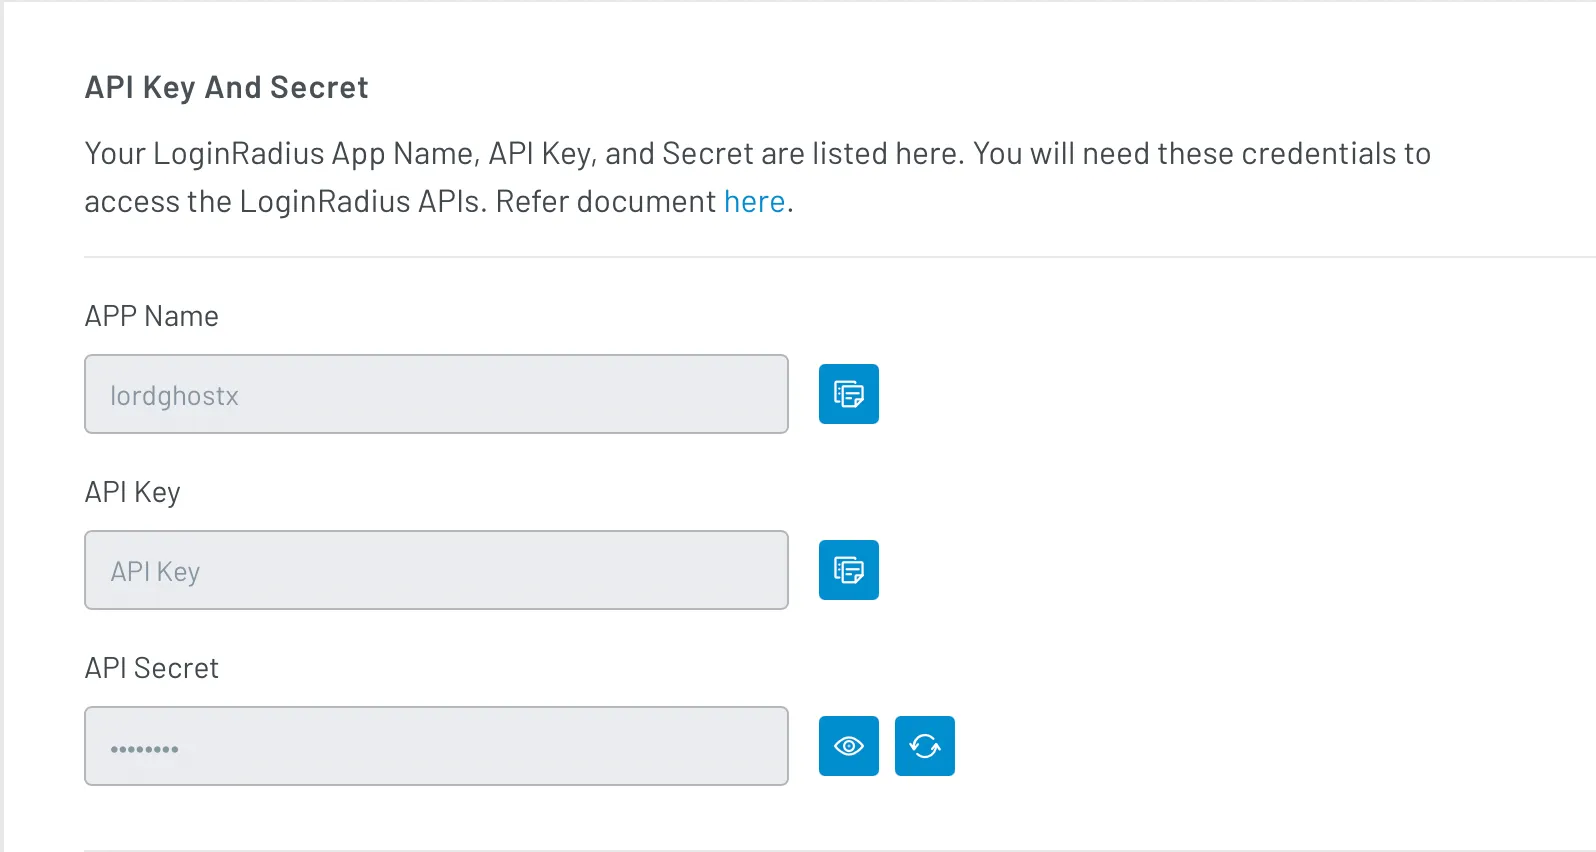 API Key And Secret
Your LoginRadius App Name, API Key, and Secret are listed here. You will need these credentials to
access the LoginRadius APIs. Refer document here.
APP Name
lordghostx
API Key
API Key
API Secret
••••••••